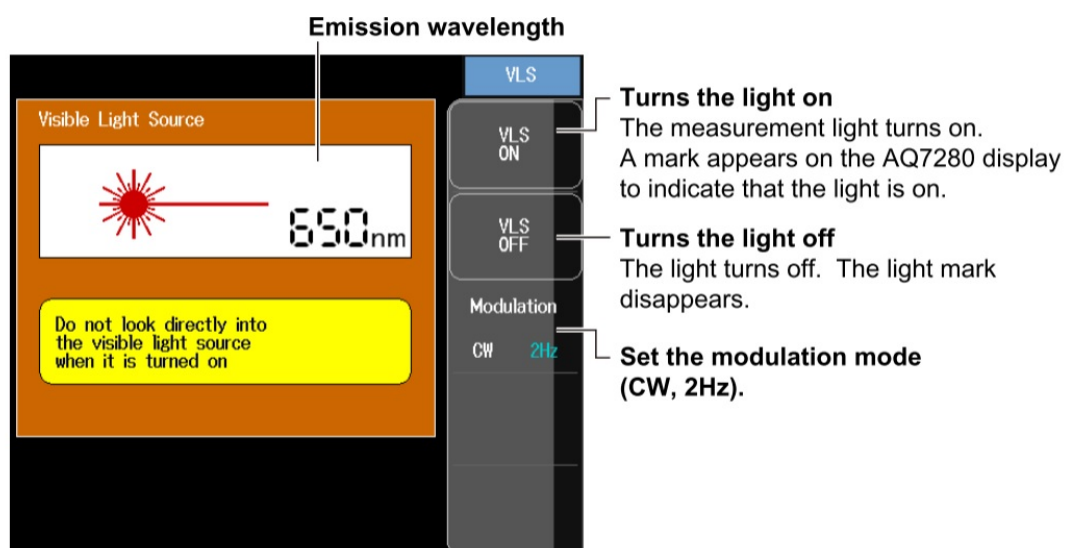 Emission wavelength
VLS
Visible Light Source
650nm
Do not look directly into
the visible light source
when it is turned on
VLS
ON
VLS
OFF
Modulation
CW 2Hz
Turns the light on
The measurement light turns on.
A mark appears on the AQ7280 display
to indicate that the light is on.
Turns the light off
The light turns off. The light mark
disappears.
Set the modulation mode
(CW, 2Hz).